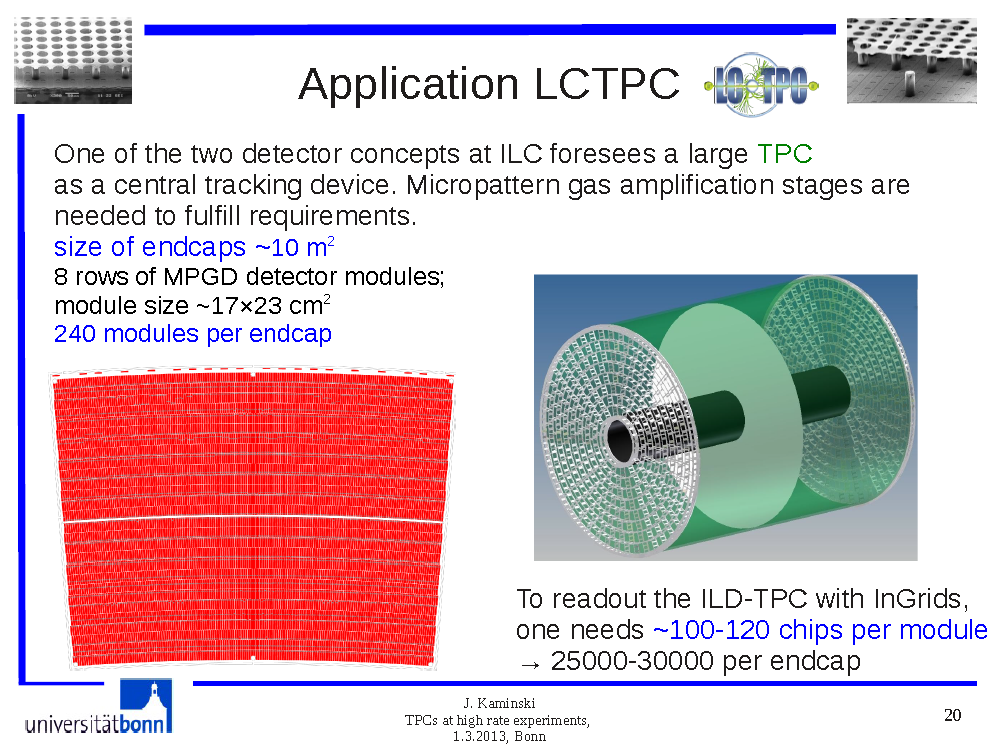 Application LCTPC
LCTPC
One of the two detector concepts at ILC foresees a large TPC
as a central tracking device. Micropattern gas amplification stages are
needed to fulfill requirements.
size of endcaps ~10 m²
8 rows of MPGD detector modules;
module size ~17×23 cm²
240 modules per endcap
To readout the ILD-TPC with InGrids,
one needs ~100-120 chips per module
→ 25000-30000 per endcap
universitätbonn
J. Kaminski
TPCs at high rate experiments,
1.3.2013, Bonn
20